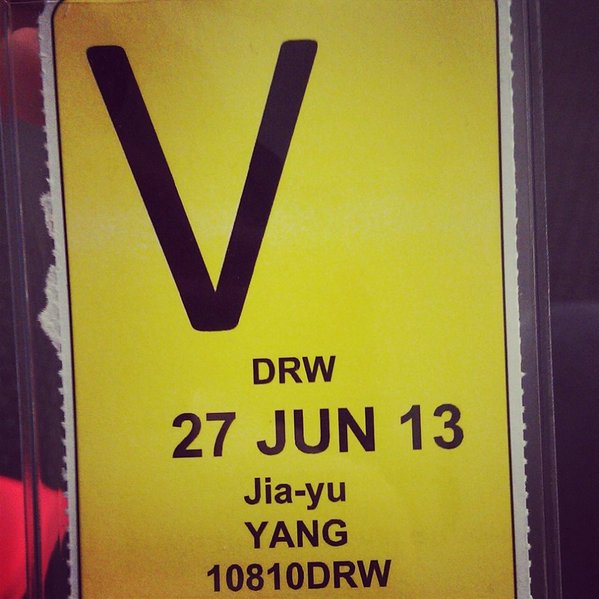 V
DRW
27 JUN 13
Jia-yu
YANG
10810DRW